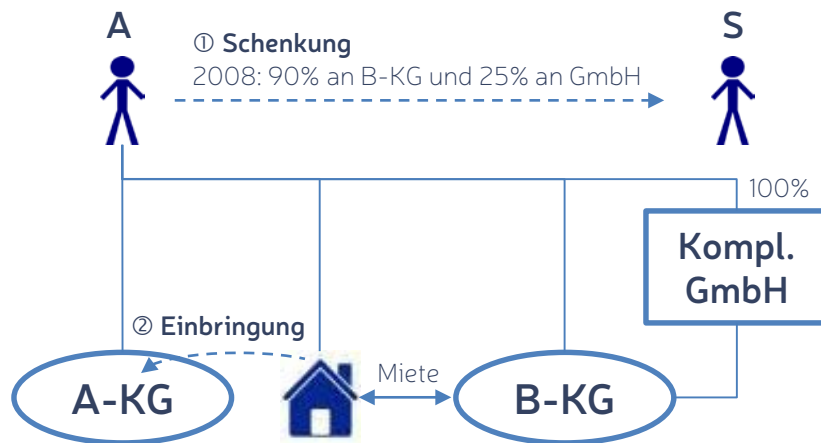 A
S
① Schenkung
2008: 90% an B-KG und 25% an GmbH
100%
Kompl.
GmbH
② Einbringung
A-KG
Miete
B-KG